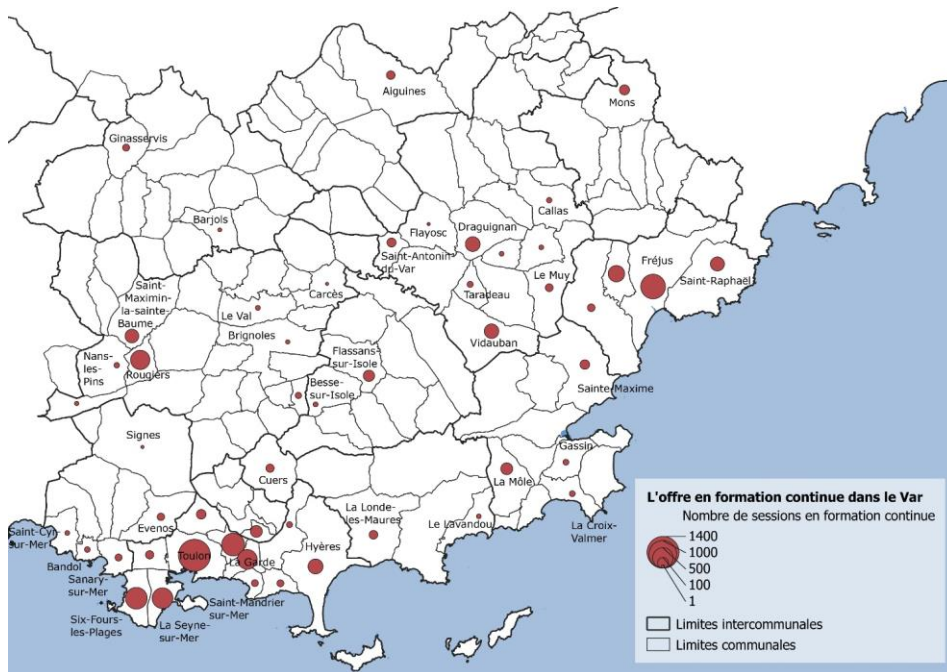 Aiguines
Mons
Ginasservis
Callas
Barjols
Flayosc
Draguignan
Saint-Antonin
du-Var
Fréjus
Saint-Raphaël
Le Muy
Taradeau
Saint-
Maximin-
la-sainte-
Baume
Carcès
Le Val
Brignoles
Vidauban
Flassans-
sur-Isole
Nans-
les-
Pins
Rougiers
Besse-
sur-Isole
Sainte-Maxime
Signes
Gassin
Cuers
La Môle
La Londe-
les-Maures
Le Lavandou
La Croix-
Valmer
Evenos
Saint-Cyr
sur-Mer
Toulon
La Garde
Hyères
Bandol
Sanary-
sur-Mer
Saint-Mandrier
sur-Mer
Six-Fours-
les-Plages
La Seyne-
sur-Mer
L'offre en formation continue dans le Var
Nombre de sessions en formation continue
1400
1000
500
100
1
Limites intercommunales
Limites communales